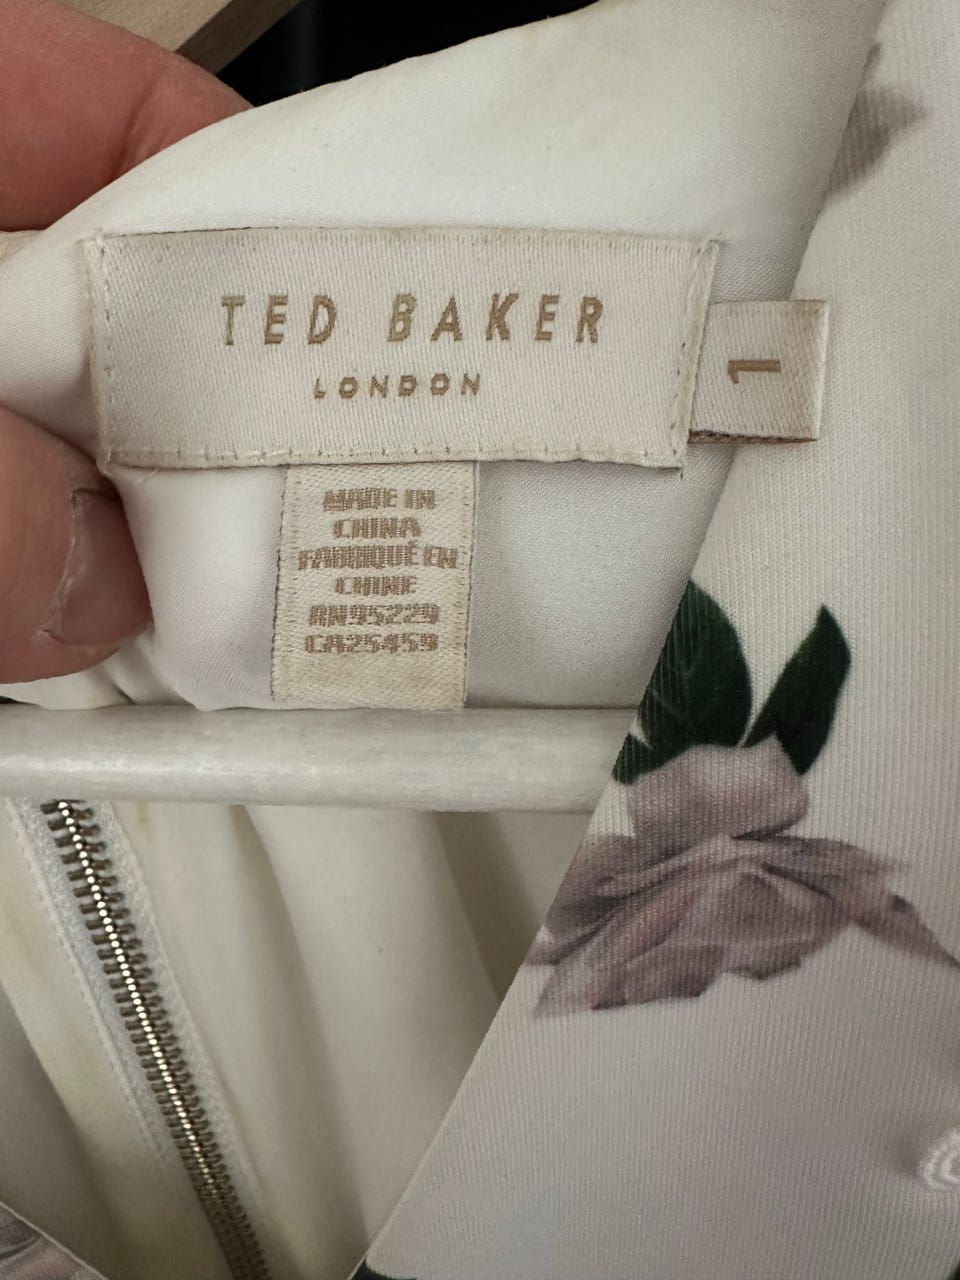 TED BAKER
LONDON
1
MADE IN
CHINA
FABRIQUÉ EN
CHINE
RN95229
CA25459